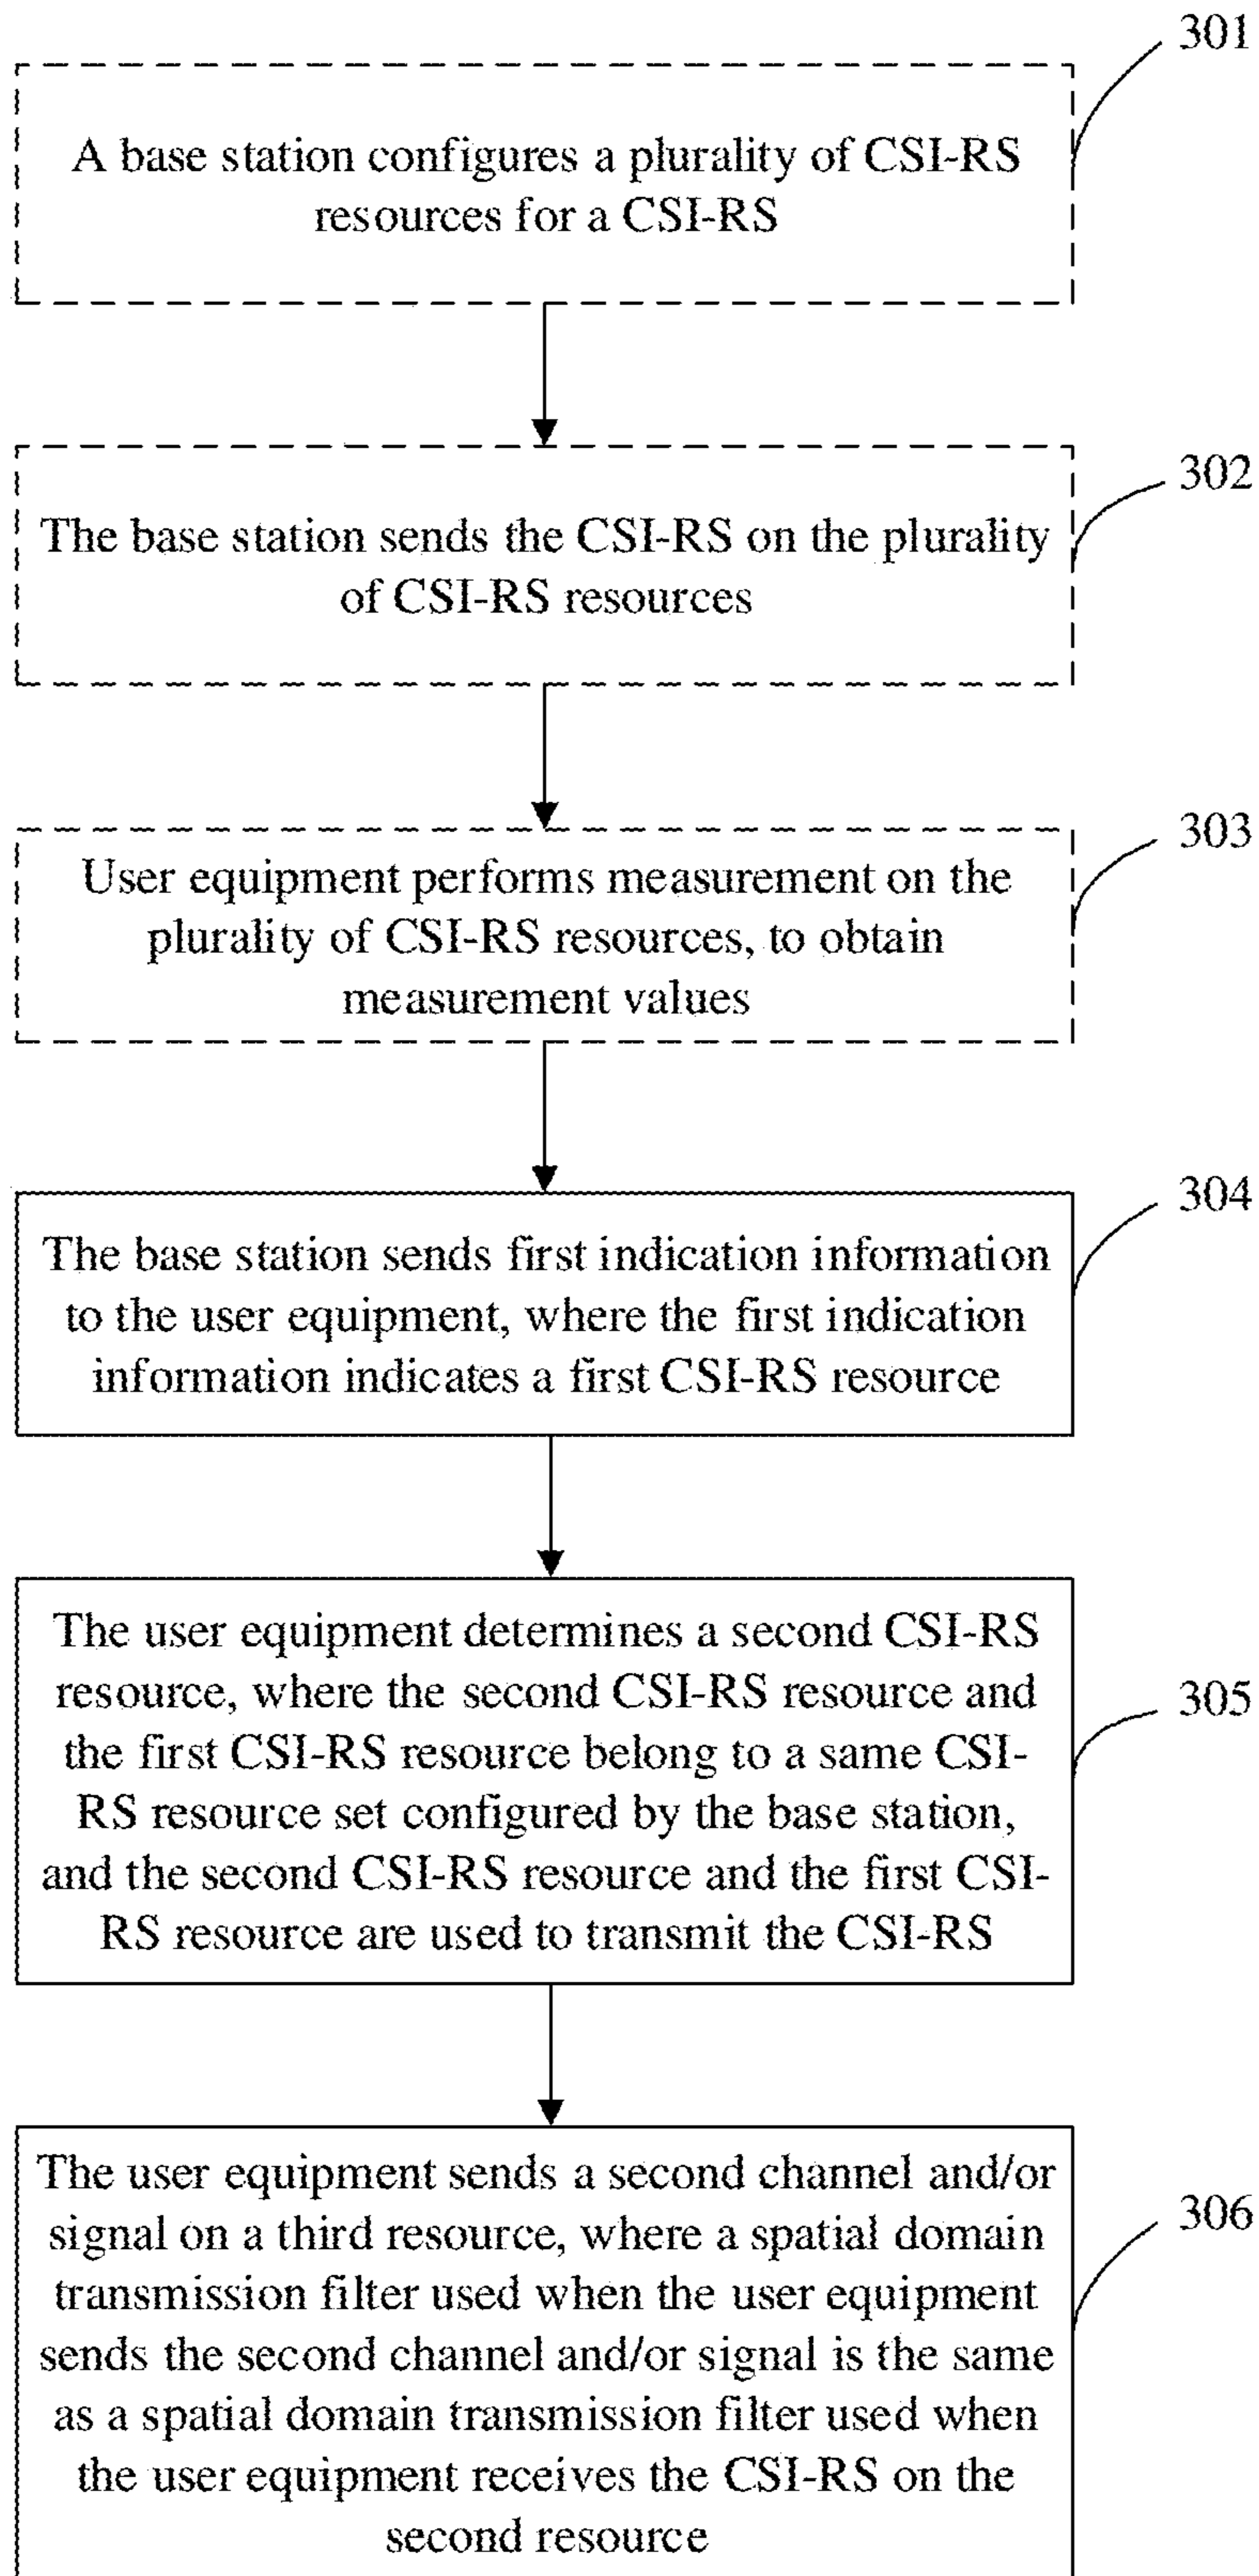 301
A base station configures a plurality of CSI-RS
resources for a CSI-RS
302
The base station sends the CSI-RS on the plurality
of CSI-RS resources
303
User equipment performs measurement on the
plurality of CSI-RS resources, to obtain
measurement values
304
The base station sends first indication information
to the user equipment, where the first indication
information indicates a first CSI-RS resource
305
The user equipment determines a second CSI-RS
resource, where the second CSI-RS resource and
the first CSI-RS resource belong to a same CSI-
RS resource set configured by the base station,
and the second CSI-RS resource and the first CSI-
RS resource are used to transmit the CSI-RS
306
The user equipment sends a second channel and/or
signal on a third resource, where a spatial domain
transmission filter used when the user equipment
sends the second channel and/or signal is the same
as a spatial domain transmission filter used when
the user equipment receives the CSI-RS on the
second resource